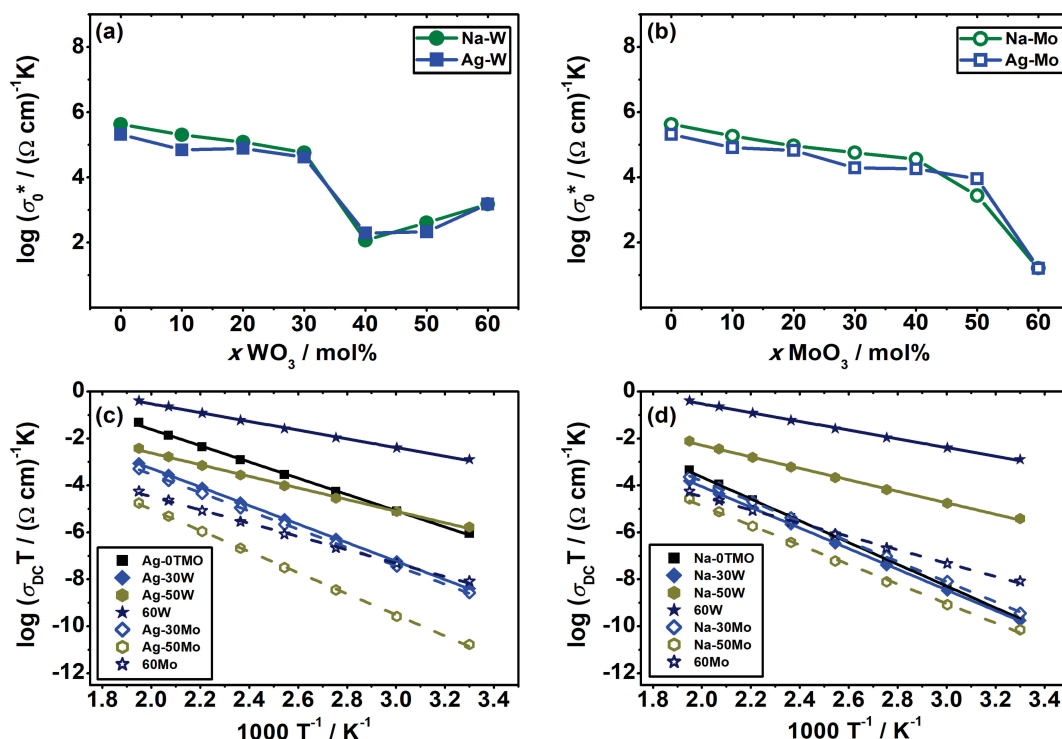 (a)
Na-W
Ag-W
log (σ₀* / (Ω cm)⁻¹K)
8
6
4
2
0 10 20 30 40 50 60
x WO₃ / mol%
(b)
Na-Mo
Ag-Mo
log (σ₀* / (Ω cm)⁻¹K)
8
6
4
2
0 10 20 30 40 50 60
x MoO₃ / mol%
(c)
log (σ_DC T / (Ω cm)⁻¹K)
0
-2
-4
-6
-8
-10
-12
Ag-0TMO
Ag-30W
Ag-50W
60W
Ag-30Mo
Ag-50Mo
60Mo
1.8 2.0 2.2 2.4 2.6 2.8 3.0 3.2 3.4
1000 T⁻¹ / K⁻¹
(d)
log (σ_DC T / (Ω cm)⁻¹K)
0
-2
-4
-6
-8
-10
-12
Na-0TMO
Na-30W
Na-50W
60W
Na-30Mo
Na-50Mo
60Mo
1.8 2.0 2.2 2.4 2.6 2.8 3.0 3.2 3.4
1000 T⁻¹ / K⁻¹